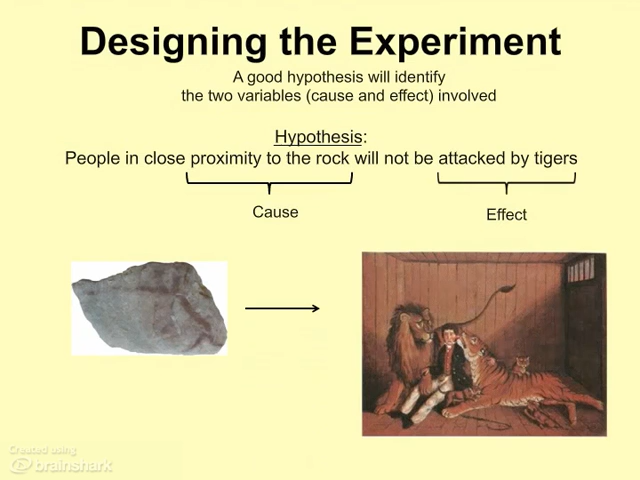 Designing the Experiment
A good hypothesis will identify
the two variables (cause and effect) involved
Hypothesis:
People in close proximity to the rock will not be attacked by tigers
Cause
Effect
Created using
brainshark